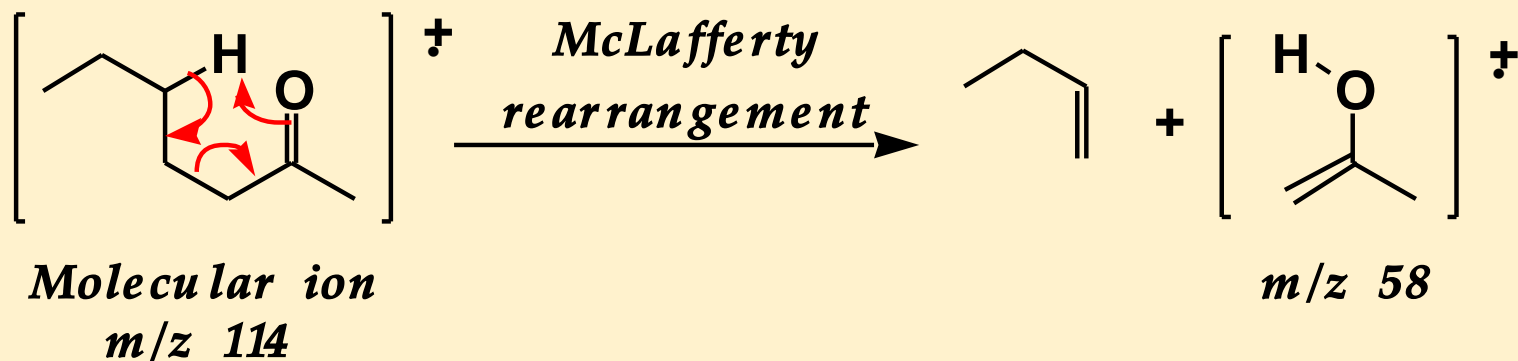 H
O
McLafferty
rearrangement
+
H
O
Molecular ion
m/z 114
m/z 58